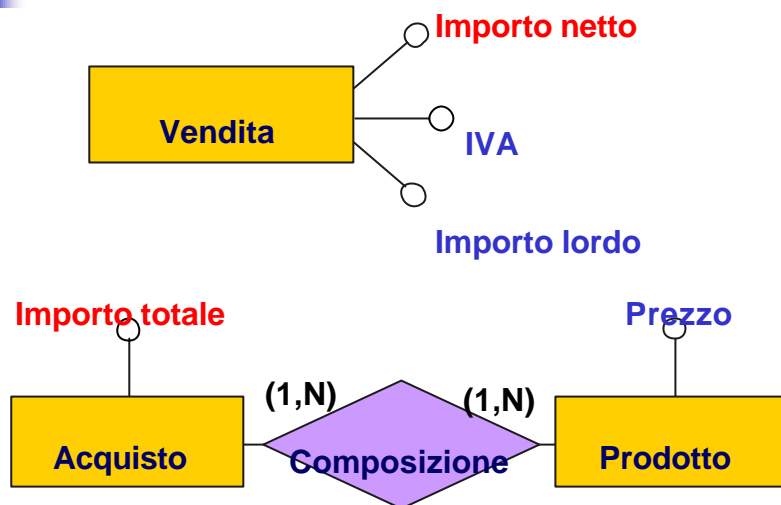 Importo netto
Vendita
IVA
Importo lordo
Importo totale
Prezzo
(1,N)
(1,N)
Acquisto
Composizione
Prodotto